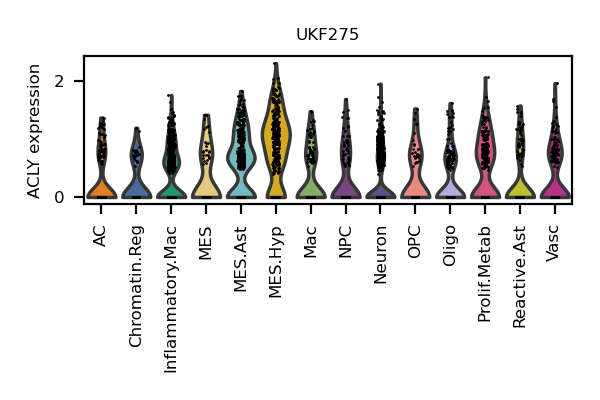 UKF275
ACLY expression
2
0
AC
Chromatin.Reg
Inflammatory.Mac
MES
MES.Ast
MES.Hyp
Mac
NPC
Neuron
OPC
Oligo
Prolif.Metab
Reactive.Ast
Vasc